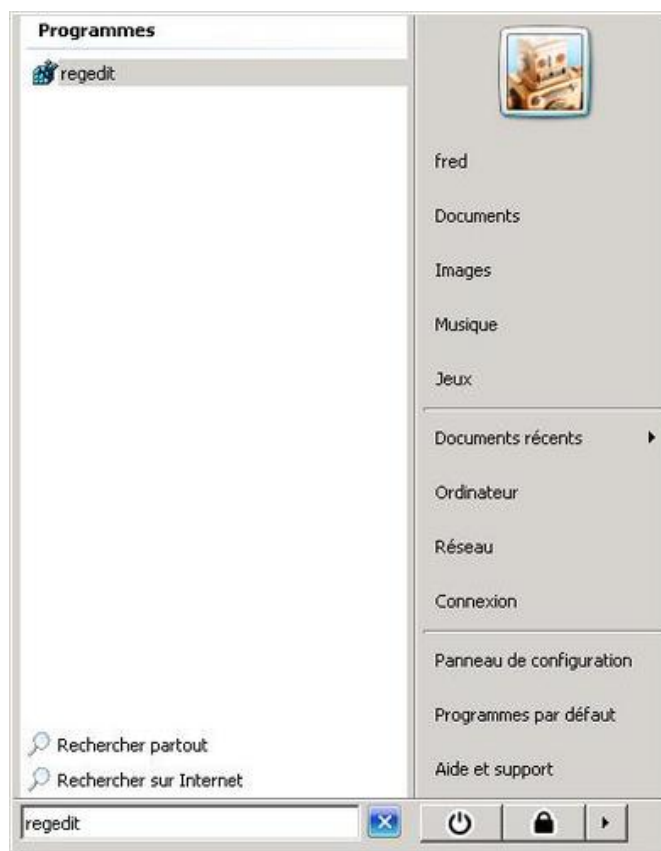 Programmes
regedit
Rechercher partout
Rechercher sur Internet
regedit
fred
Documents
Images
Musique
Jeux
Documents récents
Ordinateur
Réseau
Connexion
Panneau de configuration
Programmes par défaut
Aide et support